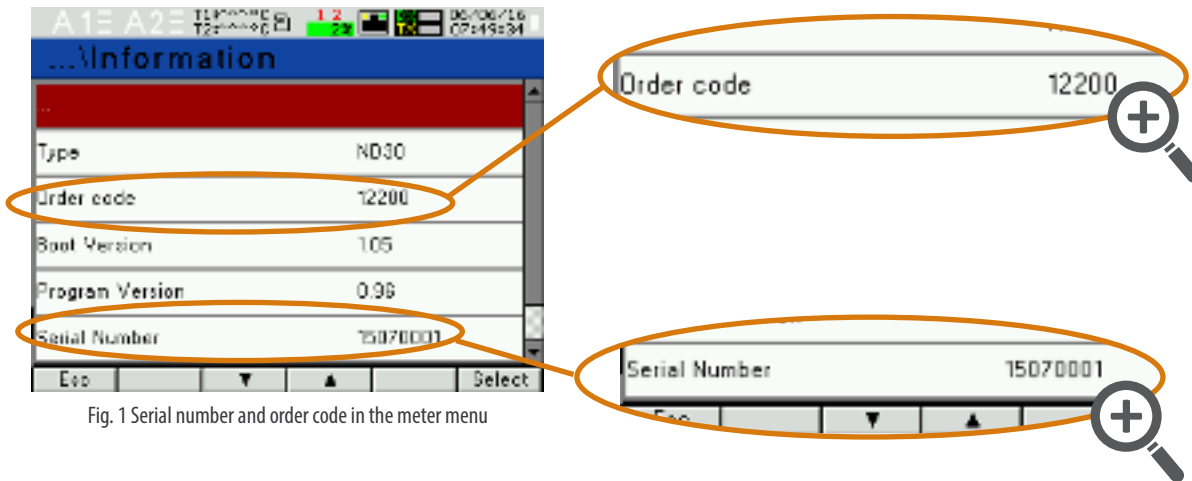 A1 A2 1 2 06/06/16
07:49:34
...\Information
..
Type ND30
Order code 12200
Boot Version 1.05
Program Version 0.96
Serial Number 15070001
Esc ▼ ▲ Select
Fig. 1 Serial number and order code in the meter menu
Order code 12200
Serial Number 15070001
Esc ▼ ▲